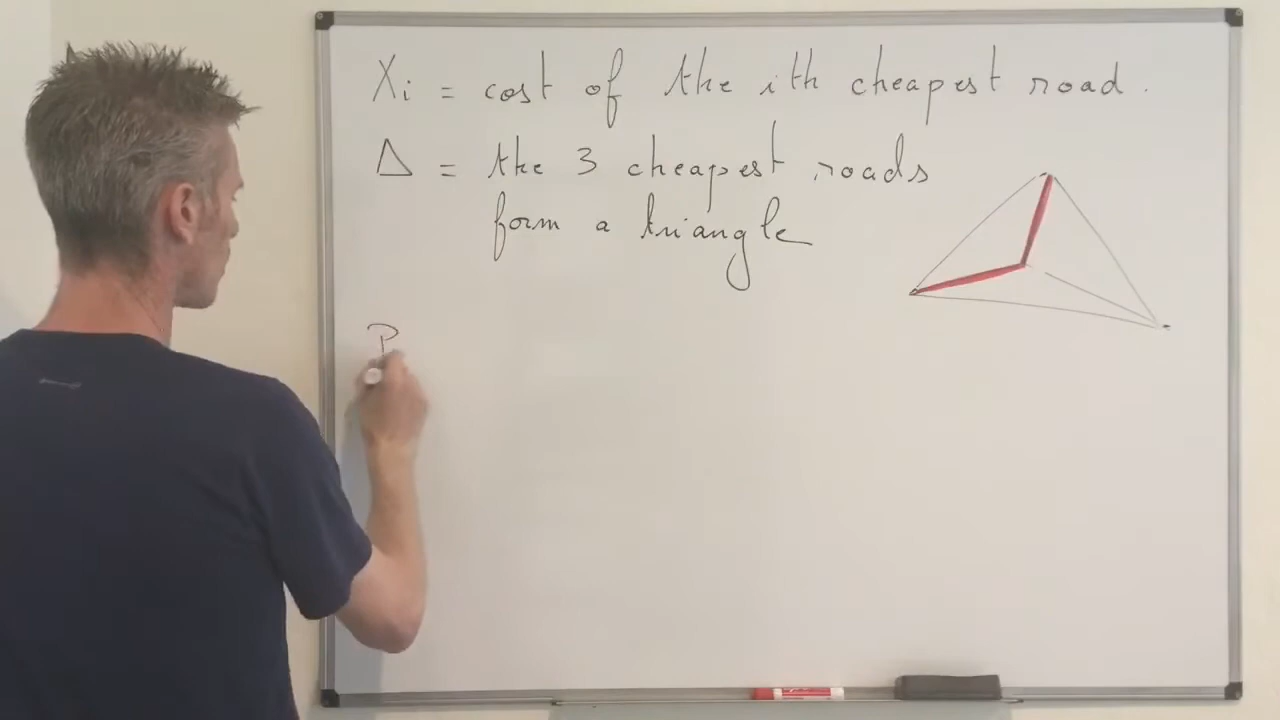 Xi = cost of the ith cheapest road.
Δ = the 3 cheapest roads
form a triangle
P